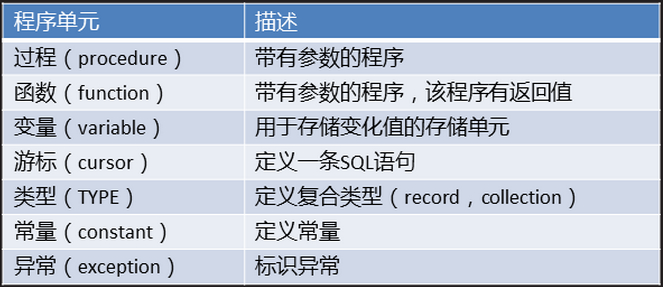 程序单元 描述
过程（procedure） 带有参数的程序
函数（function） 带有参数的程序，该程序有返回值
变量（variable） 用于存储变化值的存储单元
游标（cursor） 定义一条SQL语句
类型（TYPE） 定义复合类型（record，collection）
常量（constant） 定义常量
异常（exception） 标识异常